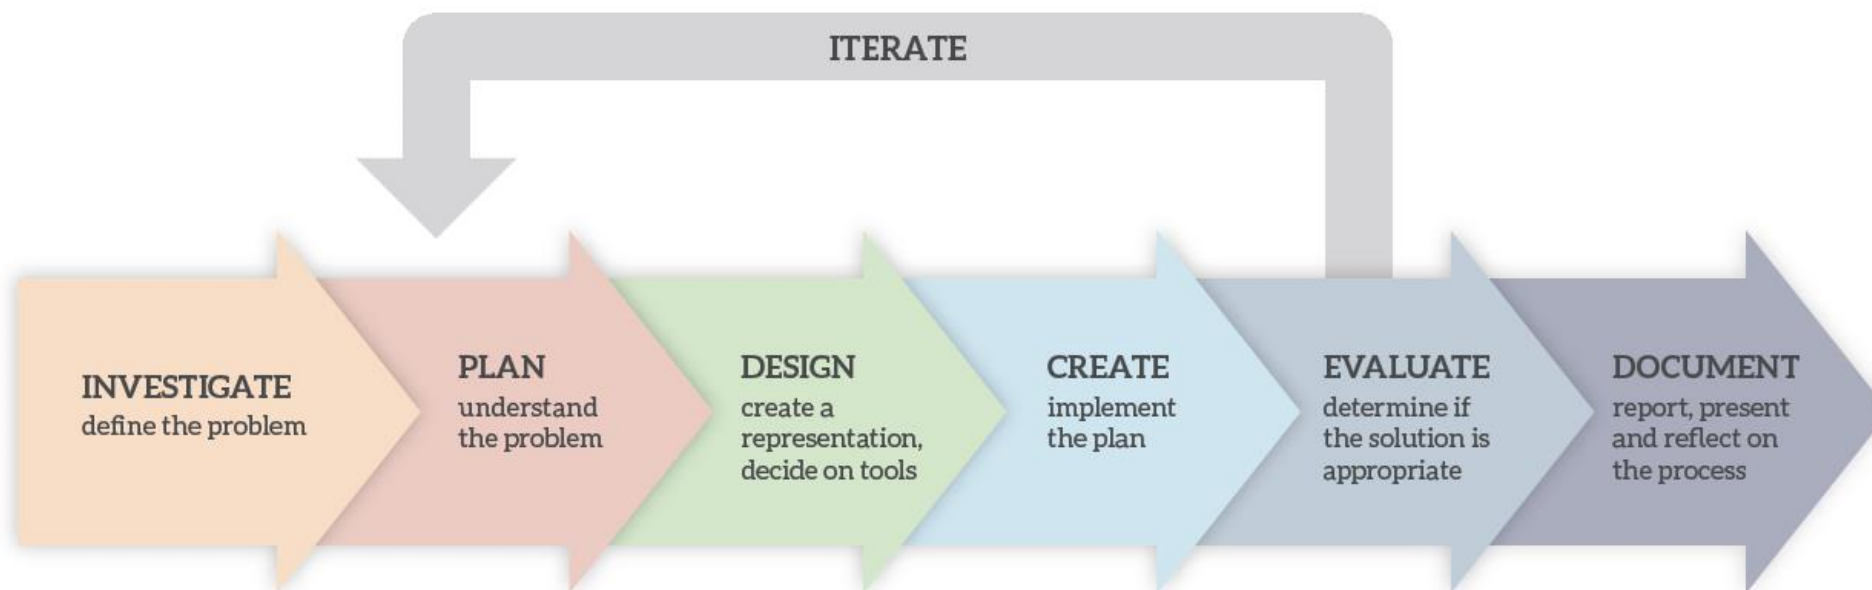 ITERATE
INVESTIGATE
define the problem
PLAN
understand
the problem
DESIGN
create a
representation,
decide on tools
CREATE
implement
the plan
EVALUATE
determine if
the solution is
appropriate
DOCUMENT
report, present
and reflect on
the process